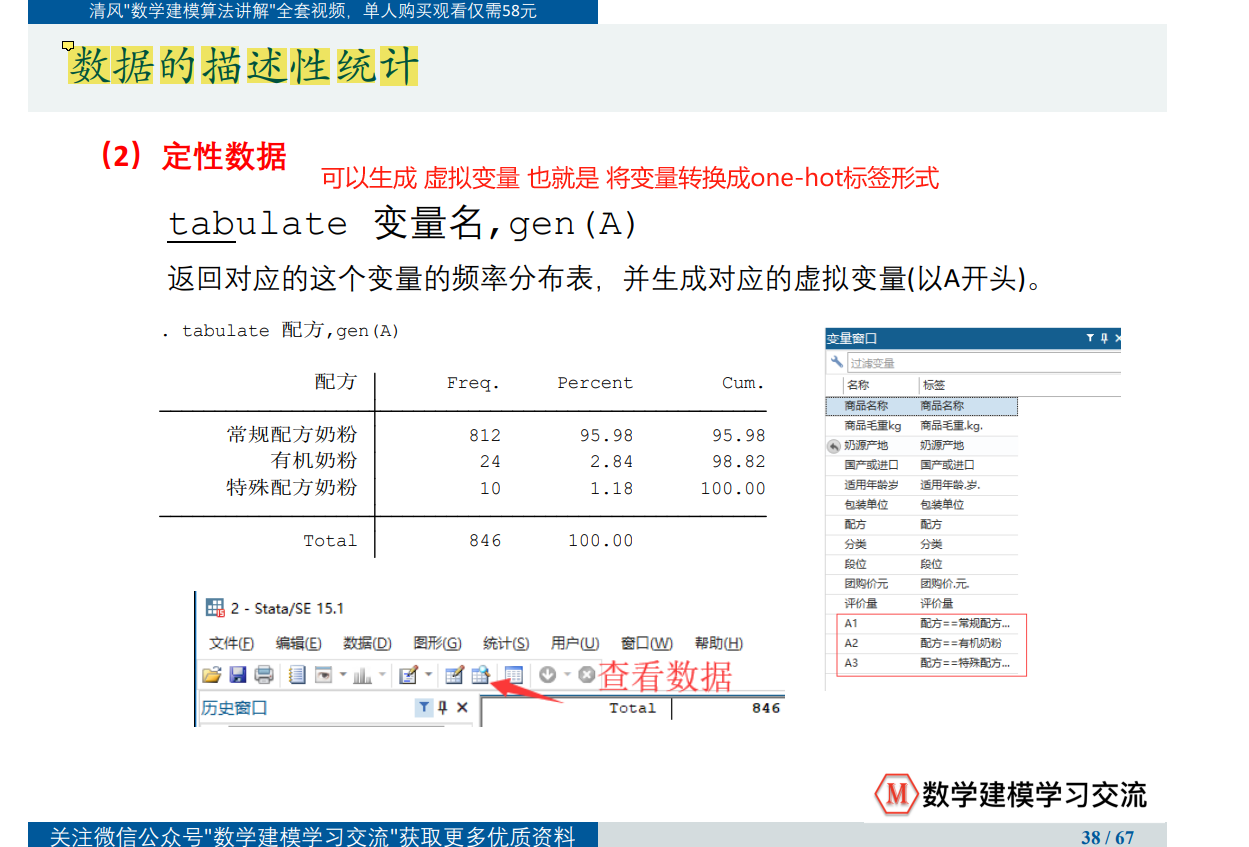 清风"数学建模算法讲解"全套视频，单人购买观看仅需58元
数据的描述性统计
（2）定性数据
可以生成 虚拟变量 也就是 将变量转换成one-hot标签形式
tabulate 变量名,gen(A)
返回对应的这个变量的频率分布表，并生成对应的虚拟变量(以A开头)。
. tabulate 配方,gen(A)
配方 Freq. Percent Cum.
常规配方奶粉 812 95.98 95.98
有机奶粉 24 2.84 98.82
特殊配方奶粉 10 1.18 100.00
Total 846 100.00
变量窗口
过滤变量
名称 标签
商品名称 商品名称
商品毛重kg 商品毛重.kg.
奶源产地 奶源产地
国产或进口 国产或进口
适用年龄岁 适用年龄.岁.
包装单位 包装单位
配方 配方
分类 分类
段位 段位
团购价元 团购价.元.
评价量 评价量
A1 配方==常规配方...
A2 配方==有机奶粉
A3 配方==特殊配方...
2 - Stata/SE 15.1
文件(F) 编辑(E) 数据(D) 图形(G) 统计(S) 用户(U) 窗口(W) 帮助(H)
查看数据
历史窗口
Total 846
M 数学建模学习交流
关注微信公众号"数学建模学习交流"获取更多优质资料
38 / 67